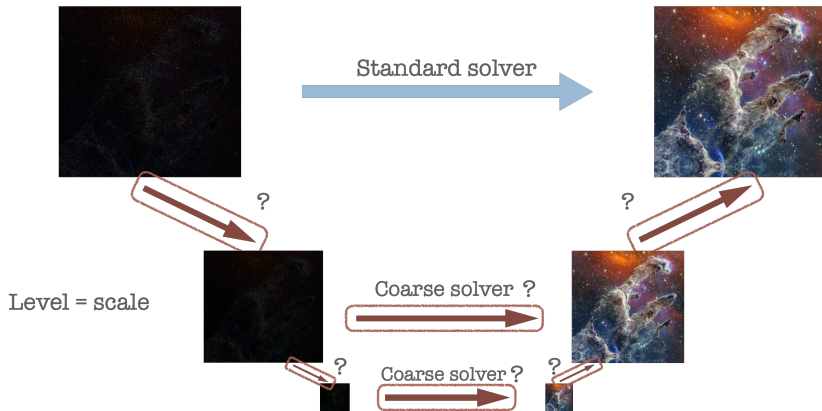 Standard solver
?
?
Level = scale
Coarse solver ?
?
Coarse solver ?
?